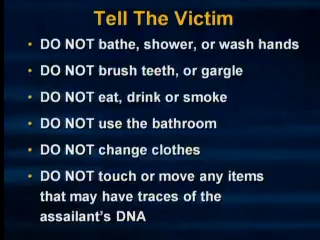 Tell The Victim
• DO NOT bathe, shower, or wash hands
• DO NOT brush teeth, or gargle
• DO NOT eat, drink or smoke
• DO NOT use the bathroom
• DO NOT change clothes
• DO NOT touch or move any items
that may have traces of the
assailant's DNA